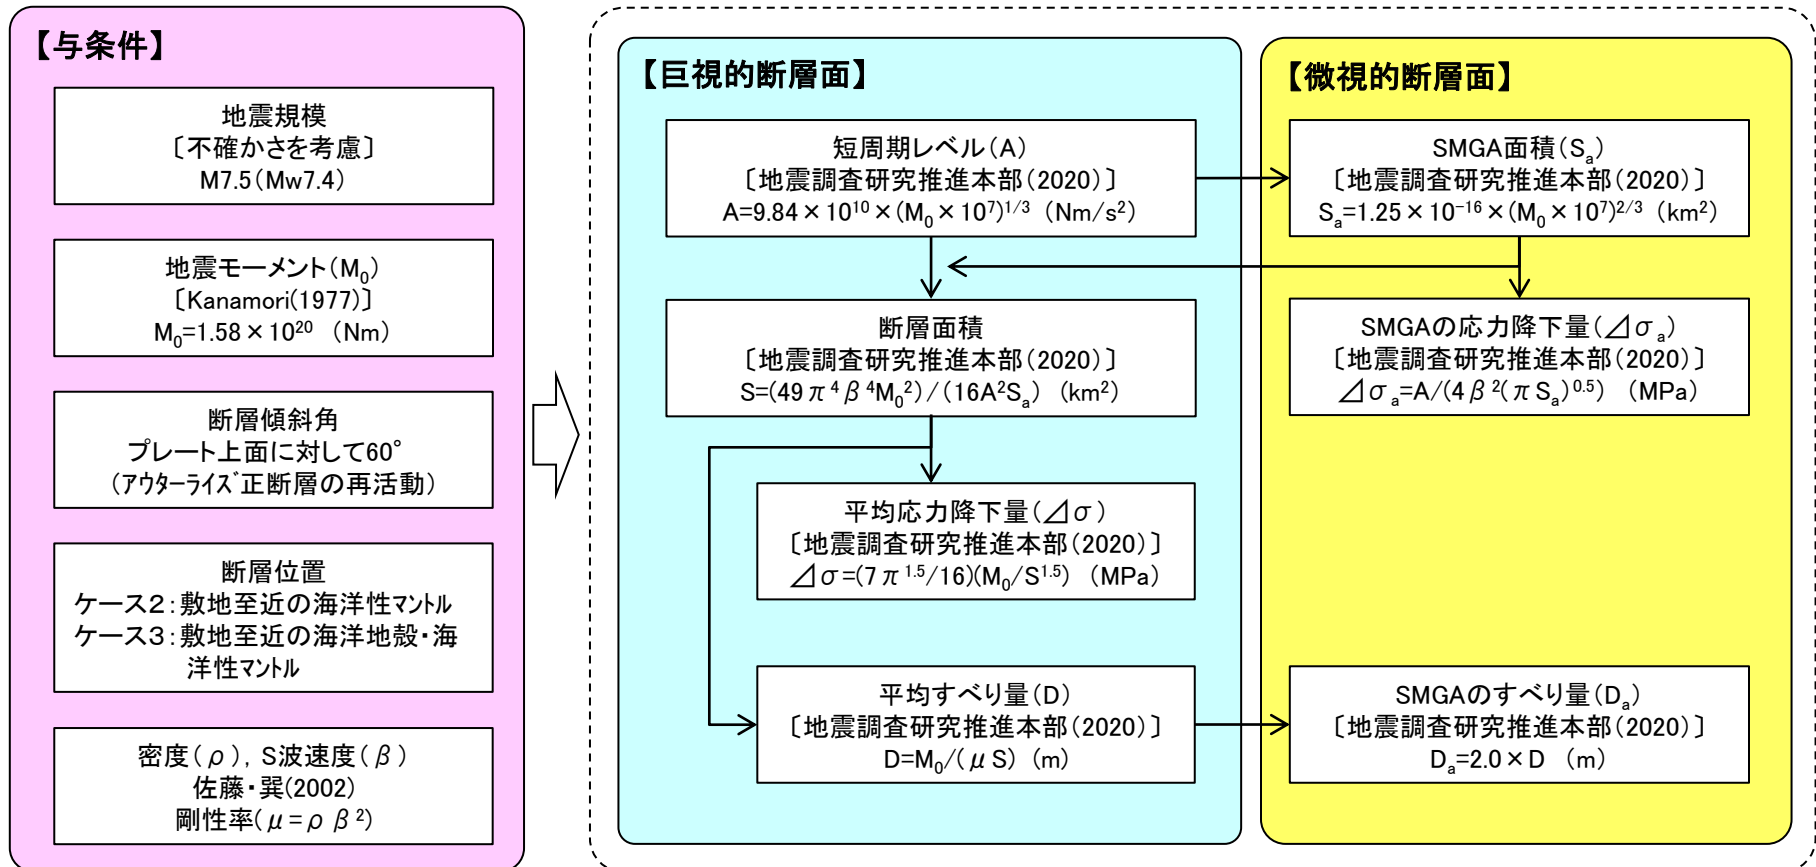 【与条件】
地震規模
〔不確かさを考慮〕
M7.5(Mw7.4)
地震モーメント(M₀)
〔Kanamori(1977)〕
M₀=1.58×10²⁰ (Nm)
断層傾斜角
プレート上面に対して60°
(アウターライズ正断層の再活動)
断層位置
ケース2：敷地至近の海洋性マントル
ケース3：敷地至近の海洋地殻・海
洋性マントル
密度(ρ)，S波速度(β)
佐藤・巽(2002)
剛性率(μ=ρβ²)
【巨視的断層面】
短周期レベル(A)
〔地震調査研究推進本部(2020)〕
A=9.84×10¹⁰×(M₀×10⁷)^1/3 (Nm/s²)
断層面積
〔地震調査研究推進本部(2020)〕
S=(49π⁴β⁴M₀²)/(16A²Sₐ) (km²)
平均応力降下量(⊿σ)
〔地震調査研究推進本部(2020)〕
⊿σ=(7π^1.5/16)(M₀/S^1.5) (MPa)
平均すべり量(D)
〔地震調査研究推進本部(2020)〕
D=M₀/(μS) (m)
【微視的断層面】
SMGA面積(Sₐ)
〔地震調査研究推進本部(2020)〕
Sₐ=1.25×10⁻¹⁶×(M₀×10⁷)^2/3 (km²)
SMGAの応力降下量(⊿σₐ)
〔地震調査研究推進本部(2020)〕
⊿σₐ=A/(4β²(πSₐ)^0.5) (MPa)
SMGAのすべり量(Dₐ)
〔地震調査研究推進本部(2020)〕
Dₐ=2.0×D (m)